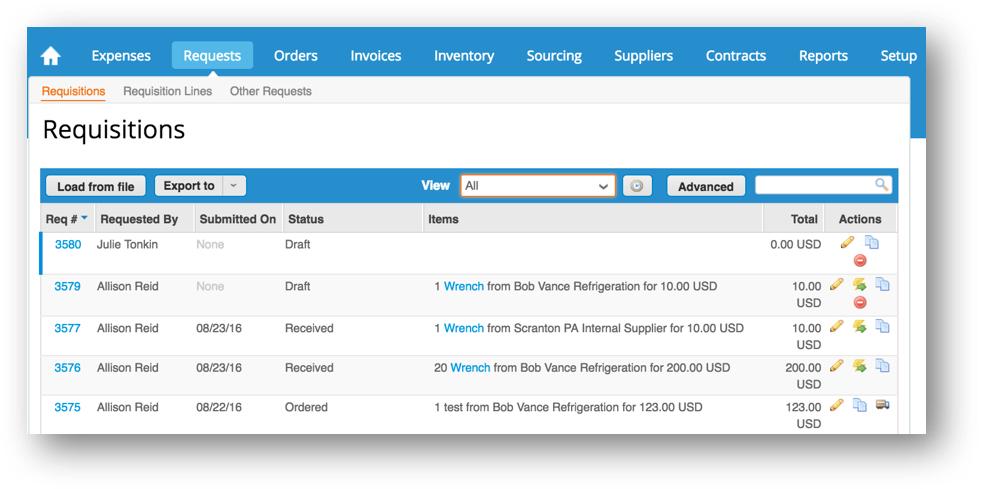 Expenses Requests Orders Invoices Inventory Sourcing Suppliers Contracts Reports Setup
Requisitions Requisition Lines Other Requests
Requisitions
Load from file Export to View All Advanced
Req # Requested By Submitted On Status Items Total Actions
3580 Julie Tonkin None Draft 0.00 USD
3579 Allison Reid None Draft 1 Wrench from Bob Vance Refrigeration for 10.00 USD 10.00
USD
3577 Allison Reid 08/23/16 Received 1 Wrench from Scranton PA Internal Supplier for 10.00 USD 10.00
USD
3576 Allison Reid 08/23/16 Received 20 Wrench from Bob Vance Refrigeration for 200.00 USD 200.00
USD
3575 Allison Reid 08/22/16 Ordered 1 test from Bob Vance Refrigeration for 123.00 USD 123.00
USD